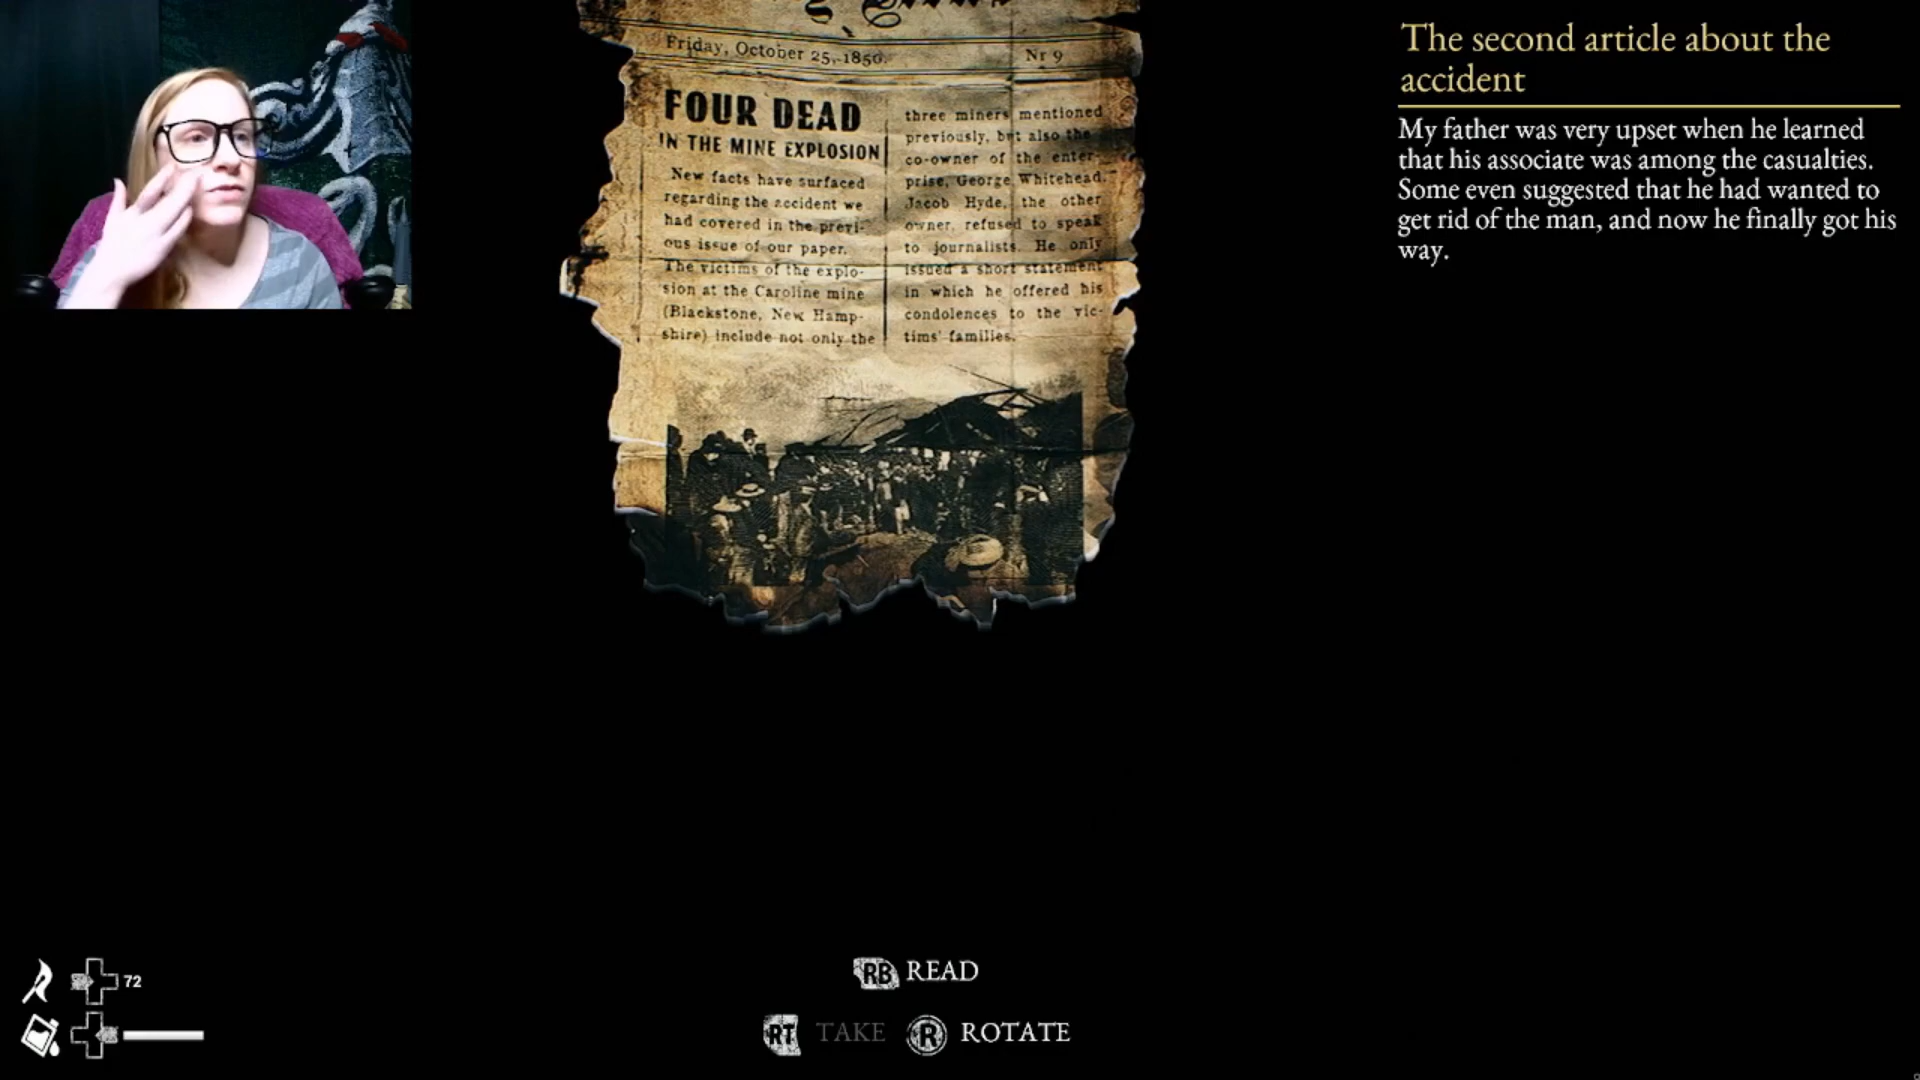 Friday, October 25, 1850.
Nr 9
FOUR DEAD
IN THE MINE EXPLOSION
New facts have surfaced
regarding the accident we
had covered in the previ-
ous issue of our paper.
The victims of the explo-
sion at the Caroline mine
(Blackstone, New Hamp-
shire) include not only the
three miners mentioned
previously, but also the
co-owner of the enter-
prise, George Whitehead.
Jacob Hyde, the other
owner, refused to speak
to journalists. He only
issued a short statement
in which he offered his
condolences to the vic-
tims' families.
The second article about the
accident
My father was very upset when he learned
that his associate was among the casualties.
Some even suggested that he had wanted to
get rid of the man, and now he finally got his
way.
72
RB READ
RT TAKE R ROTATE